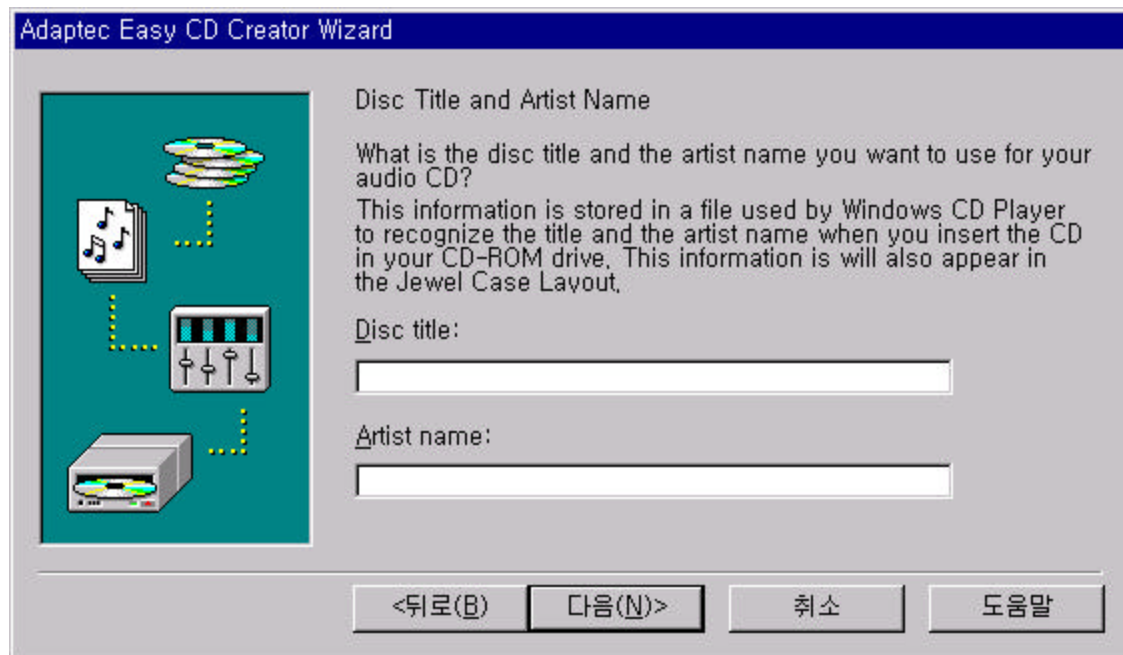 Adaptec Easy CD Creator Wizard
Disc Title and Artist Name
What is the disc title and the artist name you want to use for your
audio CD?
This information is stored in a file used by Windows CD Player
to recognize the title and the artist name when you insert the CD
in your CD-ROM drive, This information is will also appear in
the Jewel Case Layout,
Disc title:
Artist name:
<뒤로(B) 다음(N)> 취소 도움말